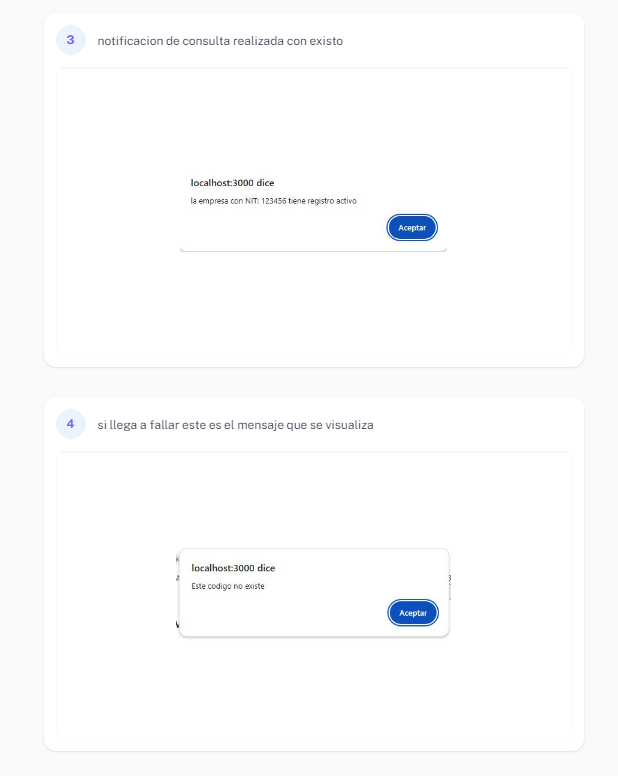 3 notificacion de consulta realizada con existo
localhost:3000 dice
la empresa con NIT: 123456 tiene registro activo
Aceptar
4 si llega a fallar este es el mensaje que se visualiza
localhost:3000 dice
Este codigo no existe
Aceptar